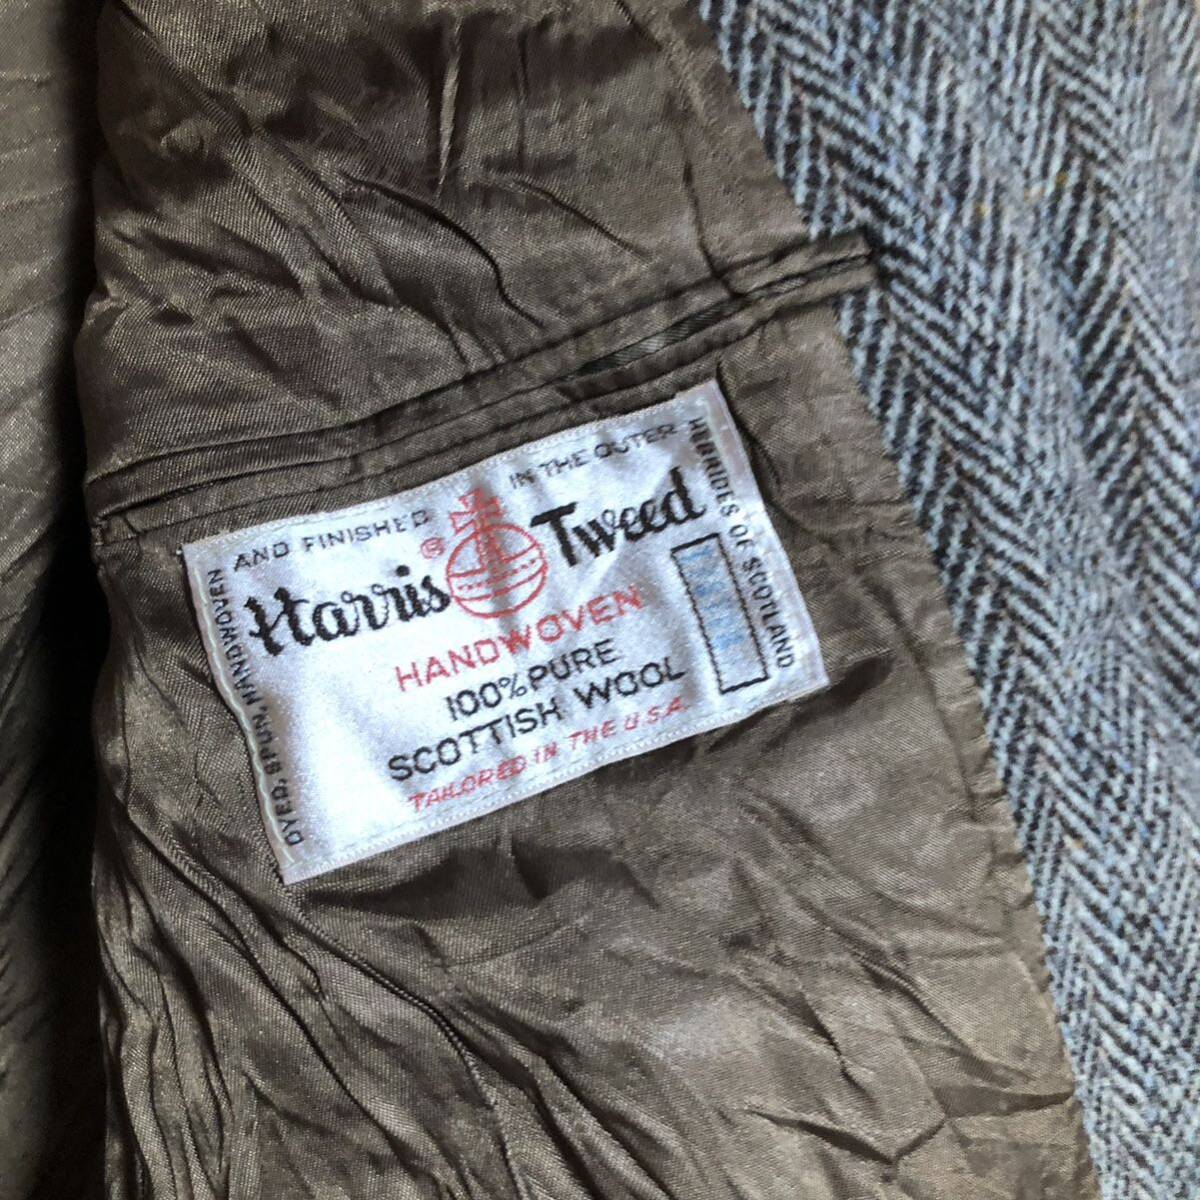 DYED, SPUN, HANDWOVEN
AND FINISHED IN THE OUTER
HEBRIDES OF SCOTLAND
Harris Tweed
®
HANDWOVEN
100% PURE
SCOTTISH WOOL
TAILORED IN THE U.S.A.